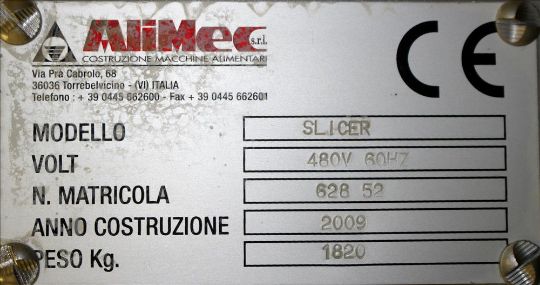 AliMec s.r.l.
COSTRUZIONE MACCHINE ALIMENTARI
CE
Via Prà Cabrolo, 68
36036 Torrebelvicino - (VI) ITALIA
Telefono : + 39 0445 662600 - Fax + 39 0445 662601
MODELLO SLICER
VOLT 480V 60HZ
N. MATRICOLA 628 52
ANNO COSTRUZIONE 2009
PESO Kg. 1820